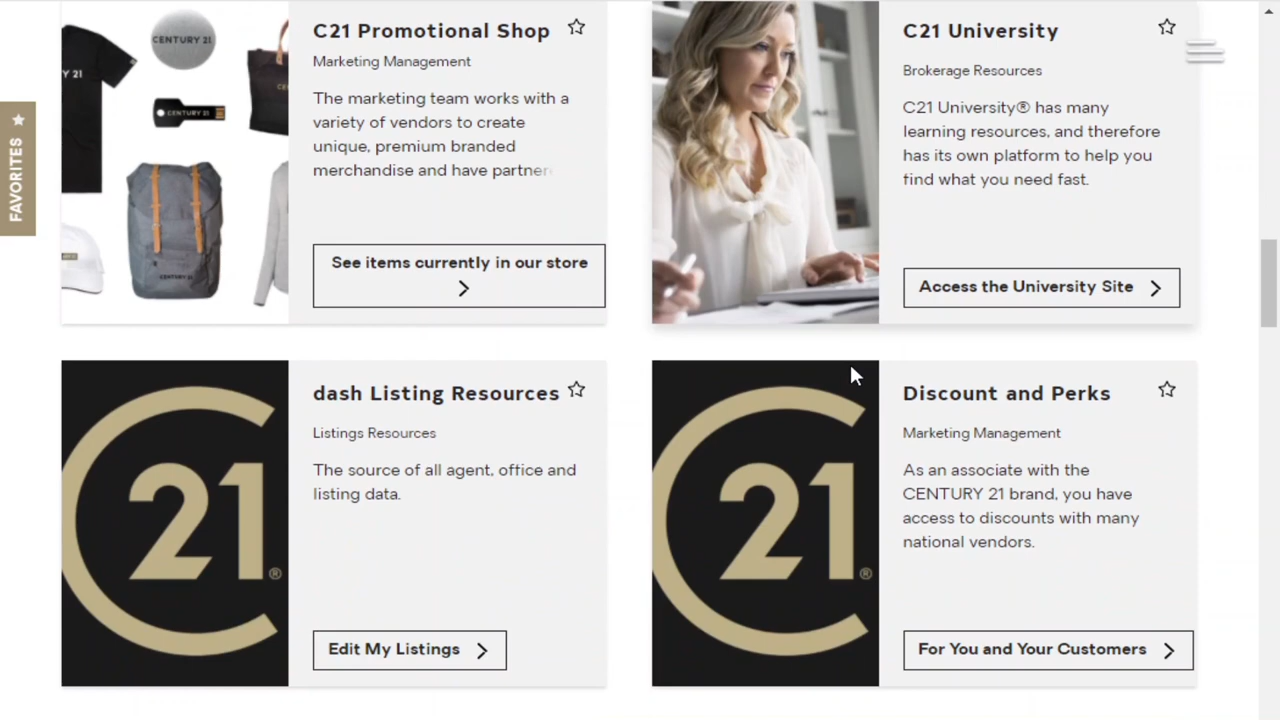 FAVORITES
Y 21
CENTURY 21
CENTURY 21
CENTURY 21
C21 Promotional Shop
Marketing Management
The marketing team works with a
variety of vendors to create
unique, premium branded
merchandise and have partner
See items currently in our store
C21 University
Brokerage Resources
C21 University® has many
learning resources, and therefore
has its own platform to help you
find what you need fast.
Access the University Site
21®
dash Listing Resources
Listings Resources
The source of all agent, office and
listing data.
Edit My Listings
21®
Discount and Perks
Marketing Management
As an associate with the
CENTURY 21 brand, you have
access to discounts with many
national vendors.
For You and Your Customers